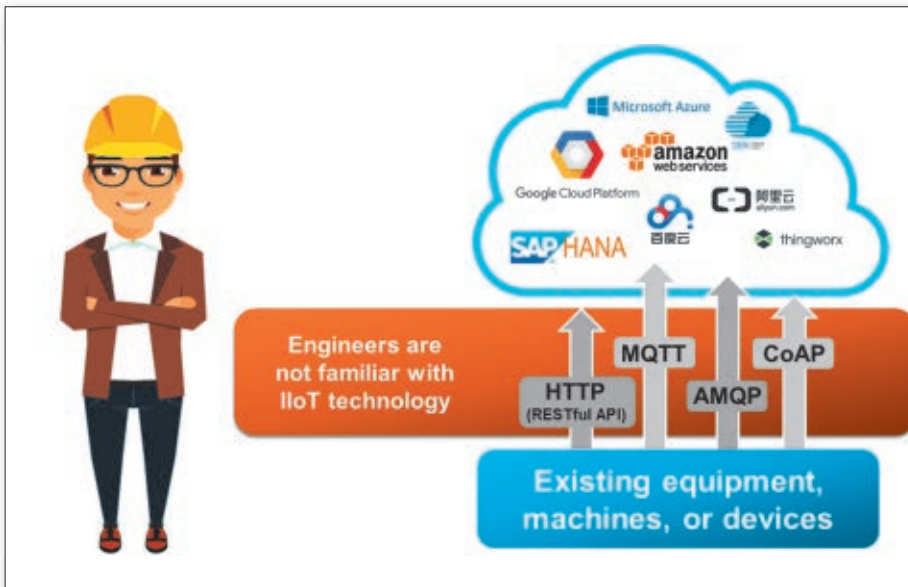 Microsoft Azure
amazon
webservices
Google Cloud Platform
阿里云
aliyun.com
百度云
SAP HANA
thingworx
Engineers are
not familiar with
IIoT technology
HTTP
(RESTful API)
MQTT
AMQP
CoAP
Existing equipment,
machines, or devices